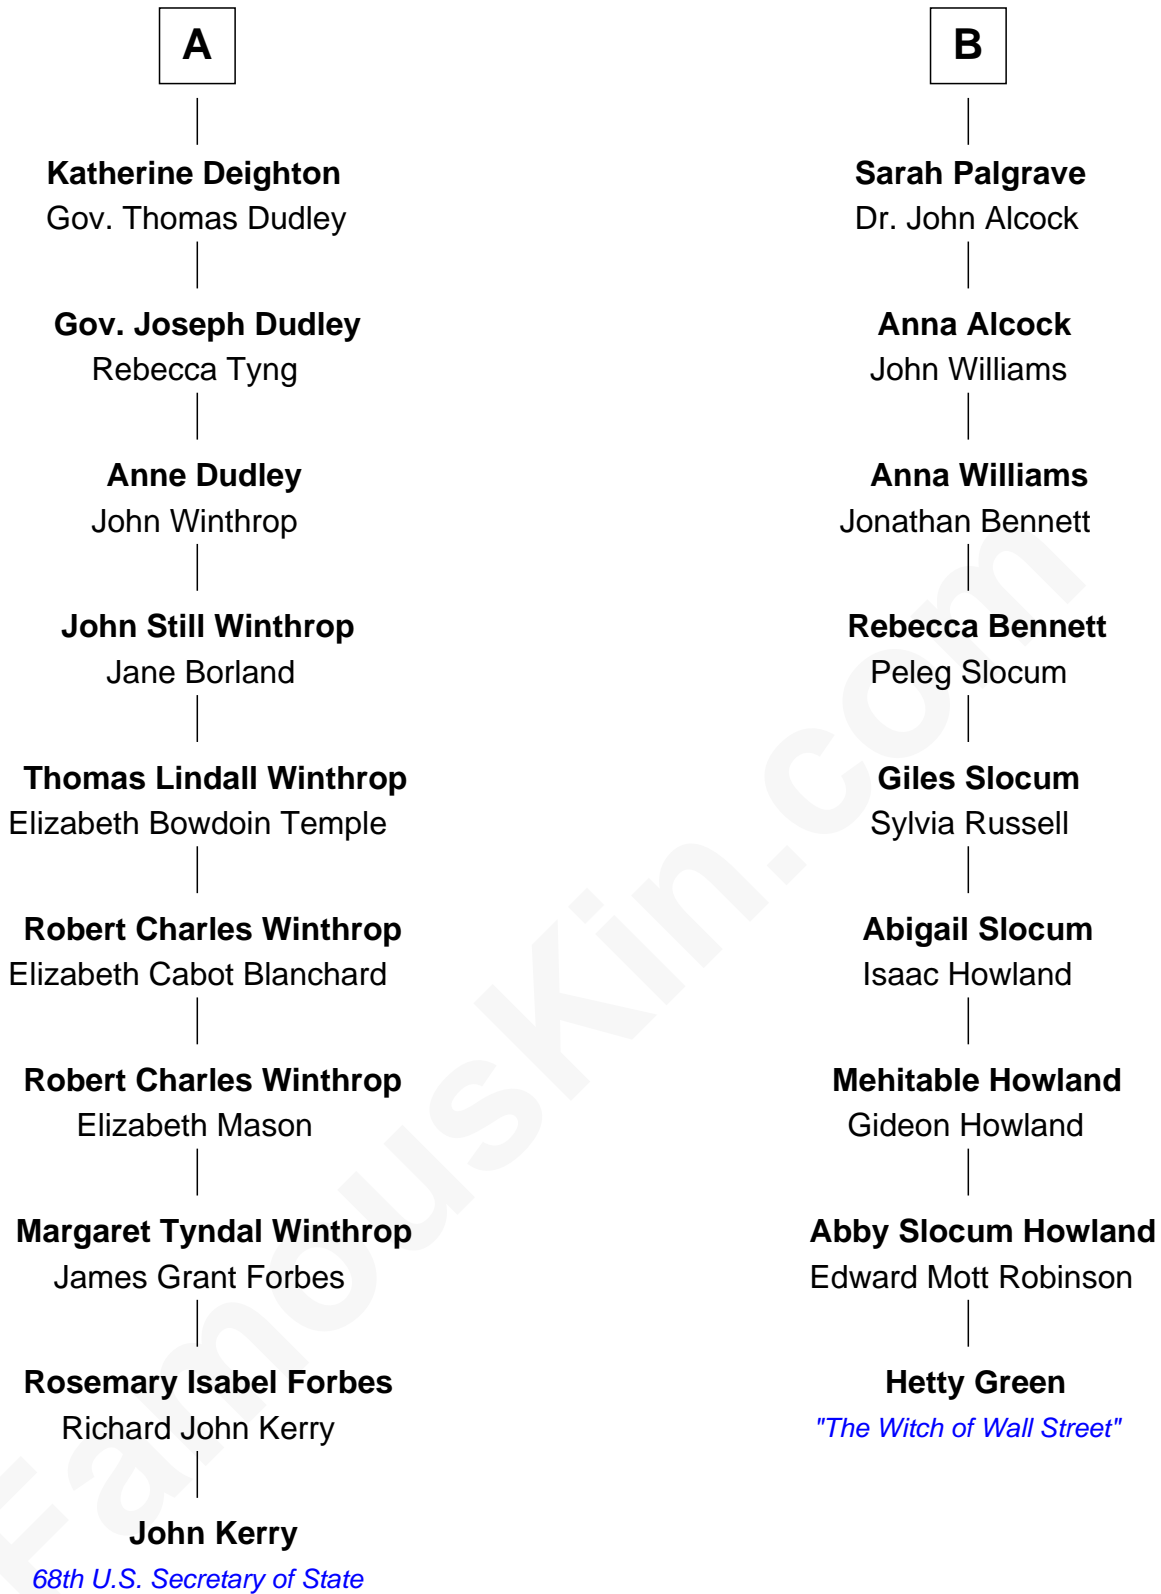 A
Katherine Deighton
Gov. Thomas Dudley
Gov. Joseph Dudley
Rebecca Tyng
Anne Dudley
John Winthrop
John Still Winthrop
Jane Borland
Thomas Lindall Winthrop
Elizabeth Bowdoin Temple
Robert Charles Winthrop
Elizabeth Cabot Blanchard
Robert Charles Winthrop
Elizabeth Mason
Margaret Tyndal Winthrop
James Grant Forbes
Rosemary Isabel Forbes
Richard John Kerry
John Kerry
68th U.S. Secretary of State
B
Sarah Palgrave
Dr. John Alcock
Anna Alcock
John Williams
Anna Williams
Jonathan Bennett
Rebecca Bennett
Peleg Slocum
Giles Slocum
Sylvia Russell
Abigail Slocum
Isaac Howland
Mehitable Howland
Gideon Howland
Abby Slocum Howland
Edward Mott Robinson
Hetty Green
"The Witch of Wall Street"
FamousKin.com